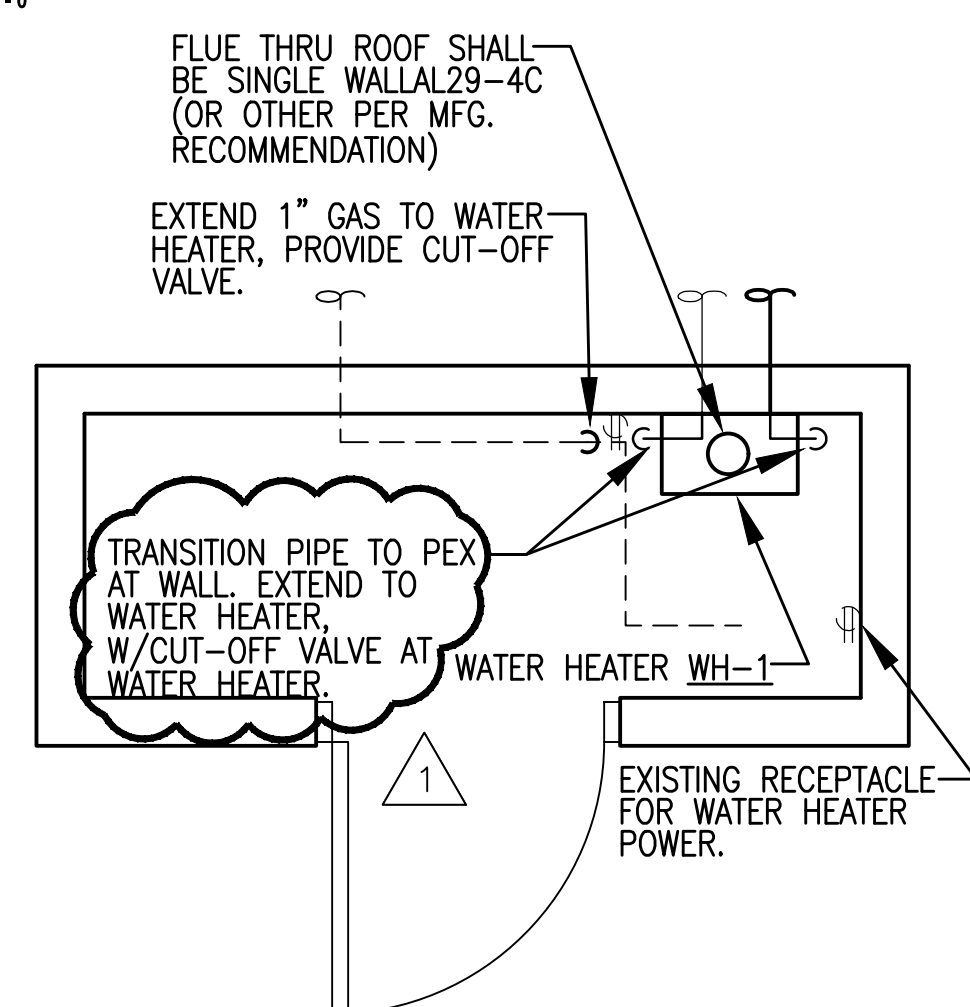 FLUE THRU ROOF SHALL
BE SINGLE WALLAL29-4C
(OR OTHER PER MFG.
RECOMMENDATION)
EXTEND 1" GAS TO WATER
HEATER, PROVIDE CUT-OFF
VALVE.
TRANSITION PIPE TO PEX
AT WALL. EXTEND TO
WATER HEATER,
W/CUT-OFF VALVE AT
WATER HEATER.
WATER HEATER WH-1
1
EXISTING RECEPTACLE
FOR WATER HEATER
POWER.